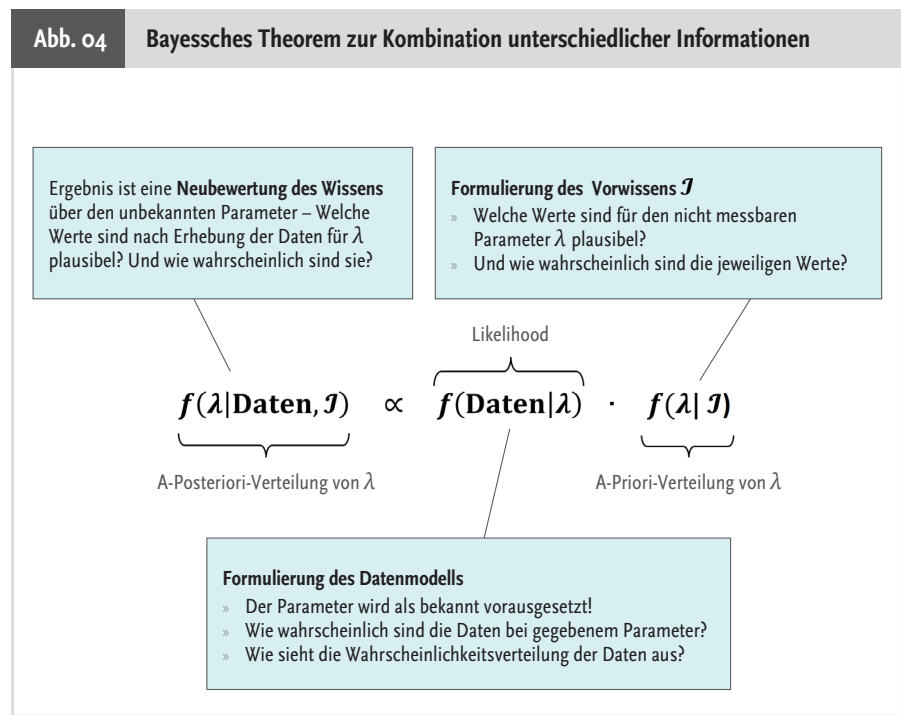 Abb. 04 Bayessches Theorem zur Kombination unterschiedlicher Informationen
Ergebnis ist eine Neubewertung des Wissens
über den unbekannten Parameter – Welche
Werte sind nach Erhebung der Daten für λ
plausibel? Und wie wahrscheinlich sind sie?
Formulierung des Vorwissens ℐ
» Welche Werte sind für den nicht messbaren
Parameter λ plausibel?
» Und wie wahrscheinlich sind die jeweiligen Werte?
Likelihood
f(λ|Daten, ℐ) ∝ f(Daten|λ) · f(λ| ℐ)
A-Posteriori-Verteilung von λ
A-Priori-Verteilung von λ
Formulierung des Datenmodells
» Der Parameter wird als bekannt vorausgesetzt!
» Wie wahrscheinlich sind die Daten bei gegebenem Parameter?
» Wie sieht die Wahrscheinlichkeitsverteilung der Daten aus?